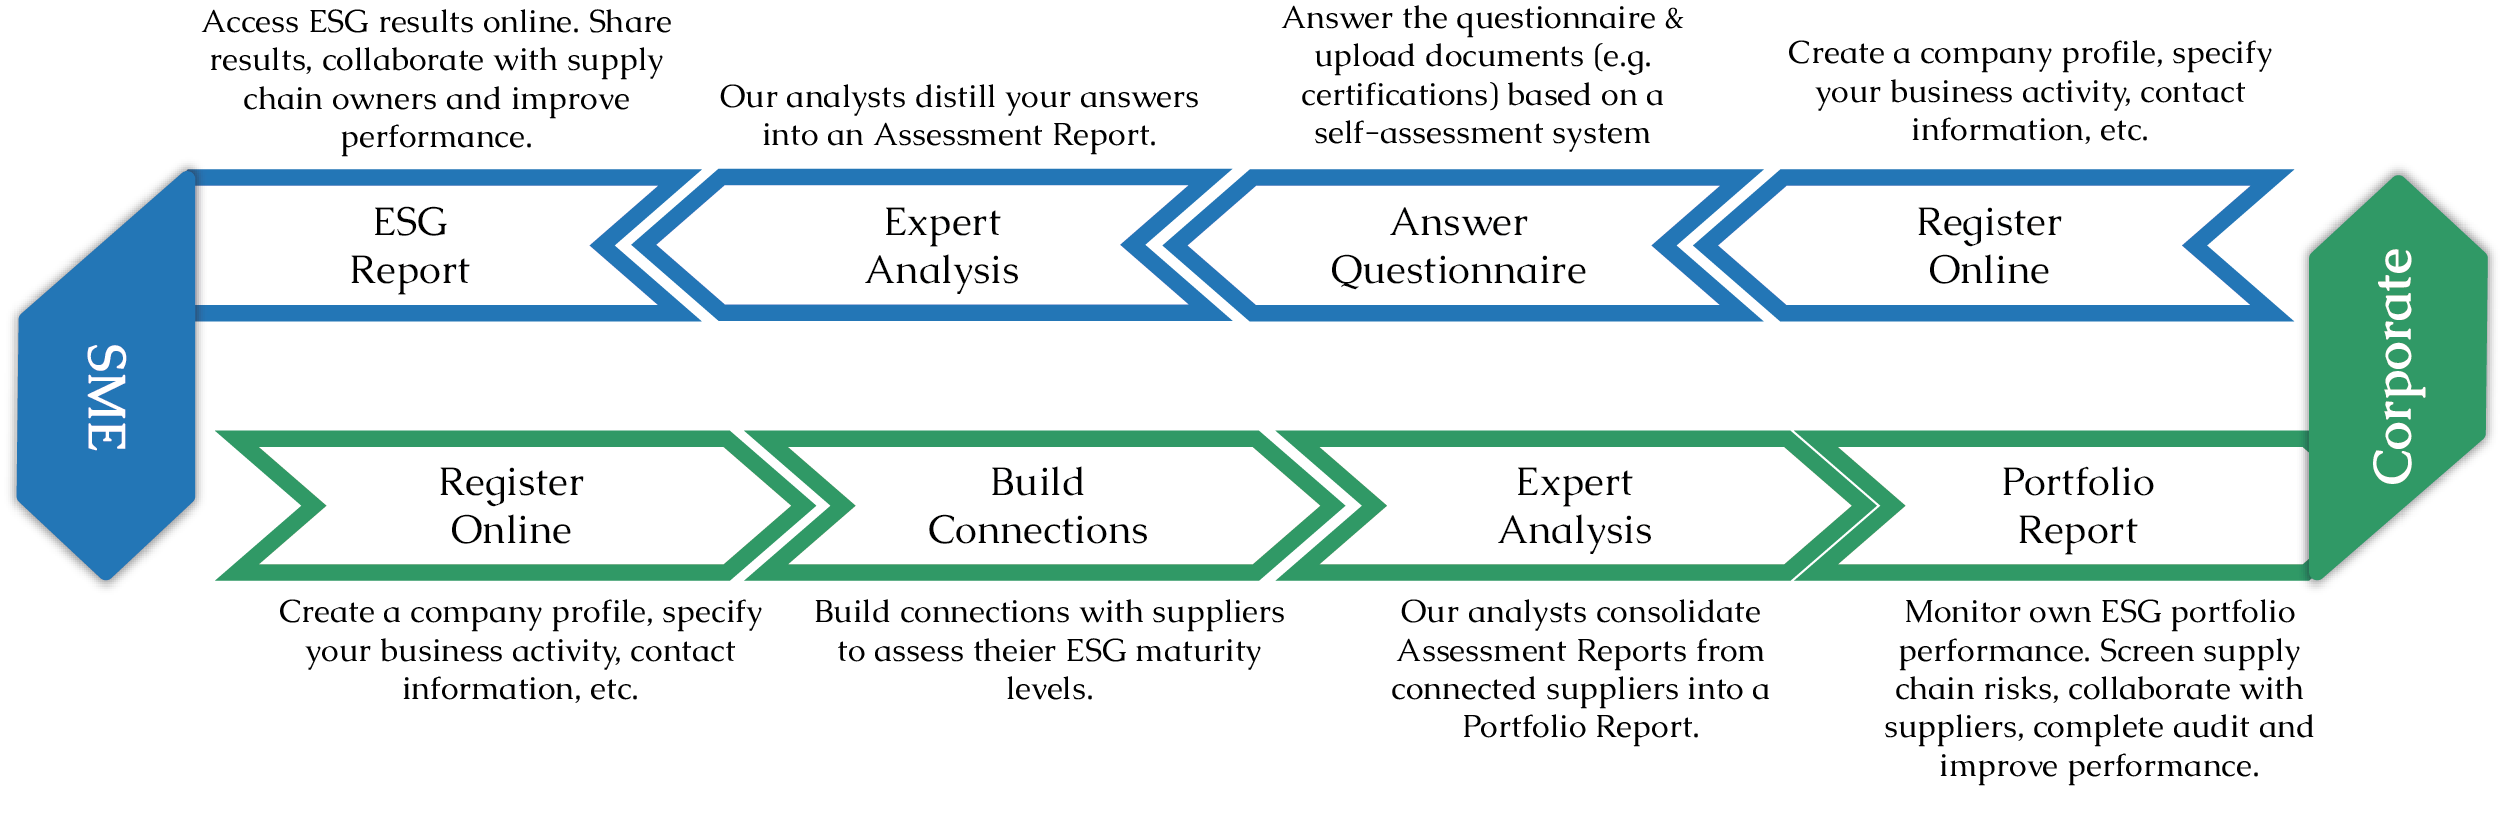 Access ESG results online. Share
results, collaborate with supply
chain owners and improve
performance.
Our analysts distill your answers
into an Assessment Report.
Answer the questionnaire &
upload documents (e.g.
certifications) based on a
self-assessment system
Create a company profile, specify
your business activity, contact
information, etc.
ESG
Report
Expert
Analysis
Answer
Questionnaire
Register
Online
SME
Corporate
Register
Online
Build
Connections
Expert
Analysis
Portfolio
Report
Create a company profile, specify
your business activity, contact
information, etc.
Build connections with suppliers
to assess theier ESG maturity
levels.
Our analysts consolidate
Assessment Reports from
connected suppliers into a
Portfolio Report.
Monitor own ESG portfolio
performance. Screen supply
chain risks, collaborate with
suppliers, complete audit and
improve performance.